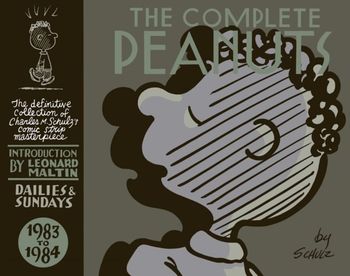 THE COMPLETE
PEANUTS
The definitive
collection of
Charles M. Schulz's
comic strip
masterpiece
INTRODUCTION
BY LEONARD
MALTIN
DAILIES &
SUNDAYS
1983
TO
1984
by
SCHULZ